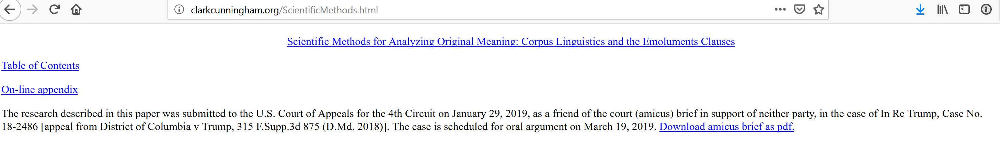 clarkcunningham.org/ScientificMethods.html
Scientific Methods for Analyzing Original Meaning: Corpus Linguistics and the Emoluments Clauses
Table of Contents
On-line appendix
The research described in this paper was submitted to the U.S. Court of Appeals for the 4th Circuit on January 29, 2019, as a friend of the court (amicus) brief in support of neither party, in the case of In Re Trump, Case No.
18-2486 [appeal from District of Columbia v Trump, 315 F.Supp.3d 875 (D.Md. 2018)]. The case is scheduled for oral argument on March 19, 2019. Download amicus brief as pdf.